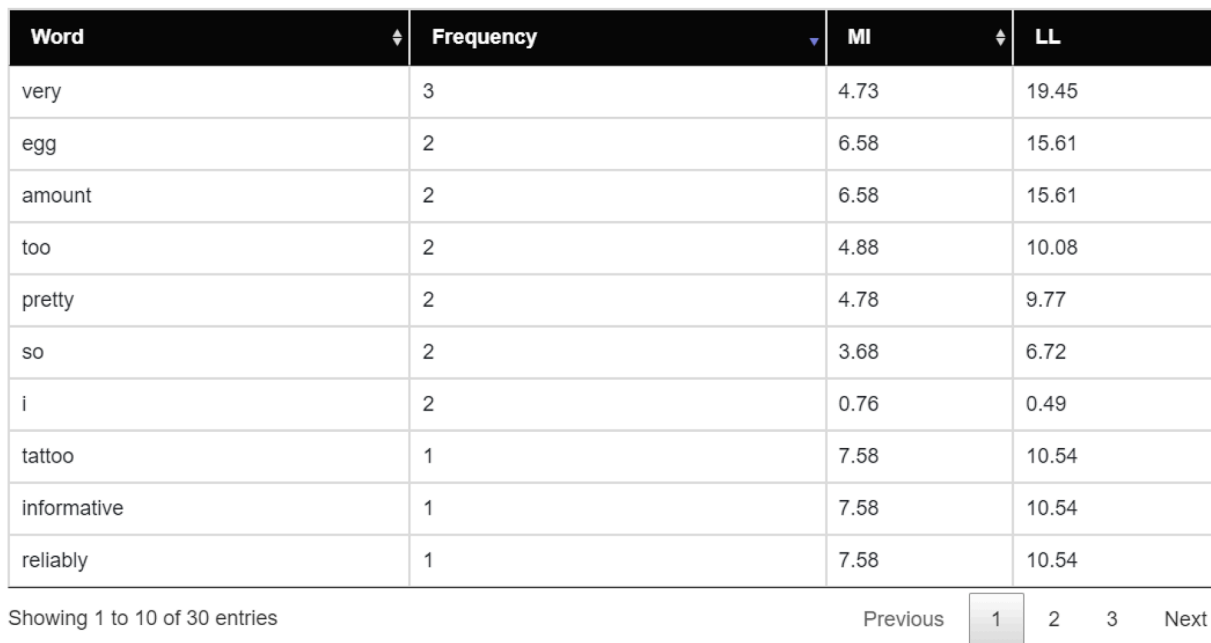 Word Frequency MI LL
very 3 4.73 19.45
egg 2 6.58 15.61
amount 2 6.58 15.61
too 2 4.88 10.08
pretty 2 4.78 9.77
so 2 3.68 6.72
i 2 0.76 0.49
tattoo 1 7.58 10.54
informative 1 7.58 10.54
reliably 1 7.58 10.54
Showing 1 to 10 of 30 entries Previous 1 2 3 Next